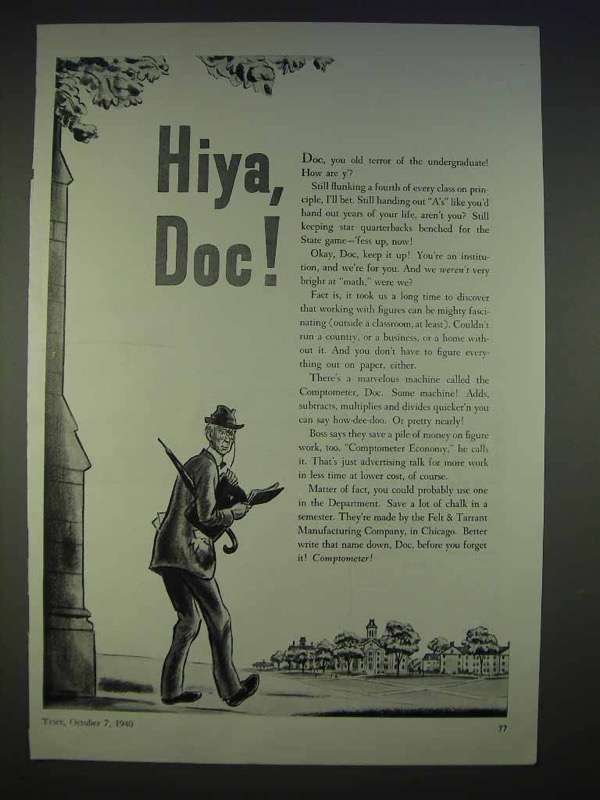 Hiya,
Doc!
Doc, you old terror of the undergraduate!
How are y'?
Still flunking a fourth of every class on prin-
ciple, I'll bet. Still handing out "A's" like you'd
hand out years of your life, aren't you? Still
keeping star quarterbacks benched for the
State game—'fess up, now!
Okay, Doc, keep it up! You're an institu-
tion, and we're for you. And we weren't very
bright at "math," were we?
Fact is, it took us a long time to discover
that working with figures can be mighty fasci-
nating (outside a classroom, at least). Couldn't
run a country, or a business, or a home with-
out it. And you don't have to figure every-
thing out on paper, either.
There's a marvelous machine called the
Comptometer, Doc. Some machine! Adds,
subtracts, multiplies and divides quicker'n you
can say how-dee-doo. Or pretty nearly!
Boss says they save a pile of money on figure
work, too. "Comptometer Economy," he calls
it. That's just advertising talk for more work
in less time at lower cost, of course.
Matter of fact, you could probably use one
in the Department. Save a lot of chalk in a
semester. They're made by the Felt & Tarrant
Manufacturing Company, in Chicago. Better
write that name down, Doc, before you forget
it! Comptometer!
Time, October 7, 1940
77